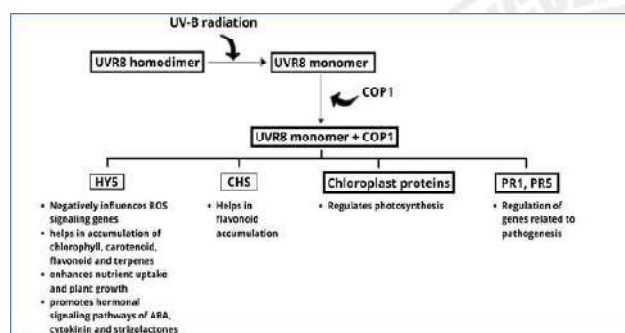 UV-B radiation
UVR8 homodimer
UVR8 monomer
COP1
UVR8 monomer + COP1
HY5
CHS
Chloroplast proteins
PR1, PR5
• Negatively influences ROS
signaling genes
• helps in accumulation of
chlorophyll, carotenoid,
flavonoid and terpenes
• enhances nutrient uptake
and plant growth
• promotes hormonal
signaling pathways of ABA,
cytokinin and strigolactones
• Helps in
flavonoid
accumulation
• Regulates photosynthesis
• Regulation of
genes related to
pathogenesis